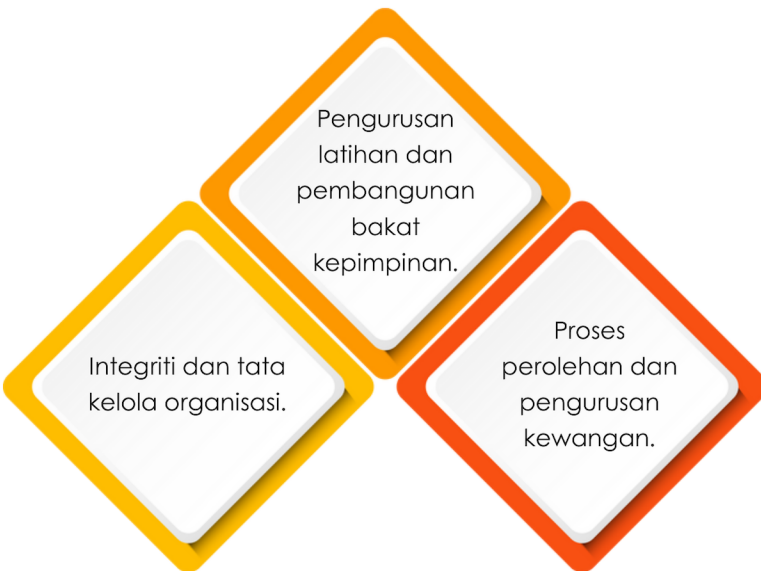 Pengurusan
latihan dan
pembangunan
bakat
kepimpinan.
Integriti dan tata
kelola organisasi.
Proses
perolehan dan
pengurusan
kewangan.